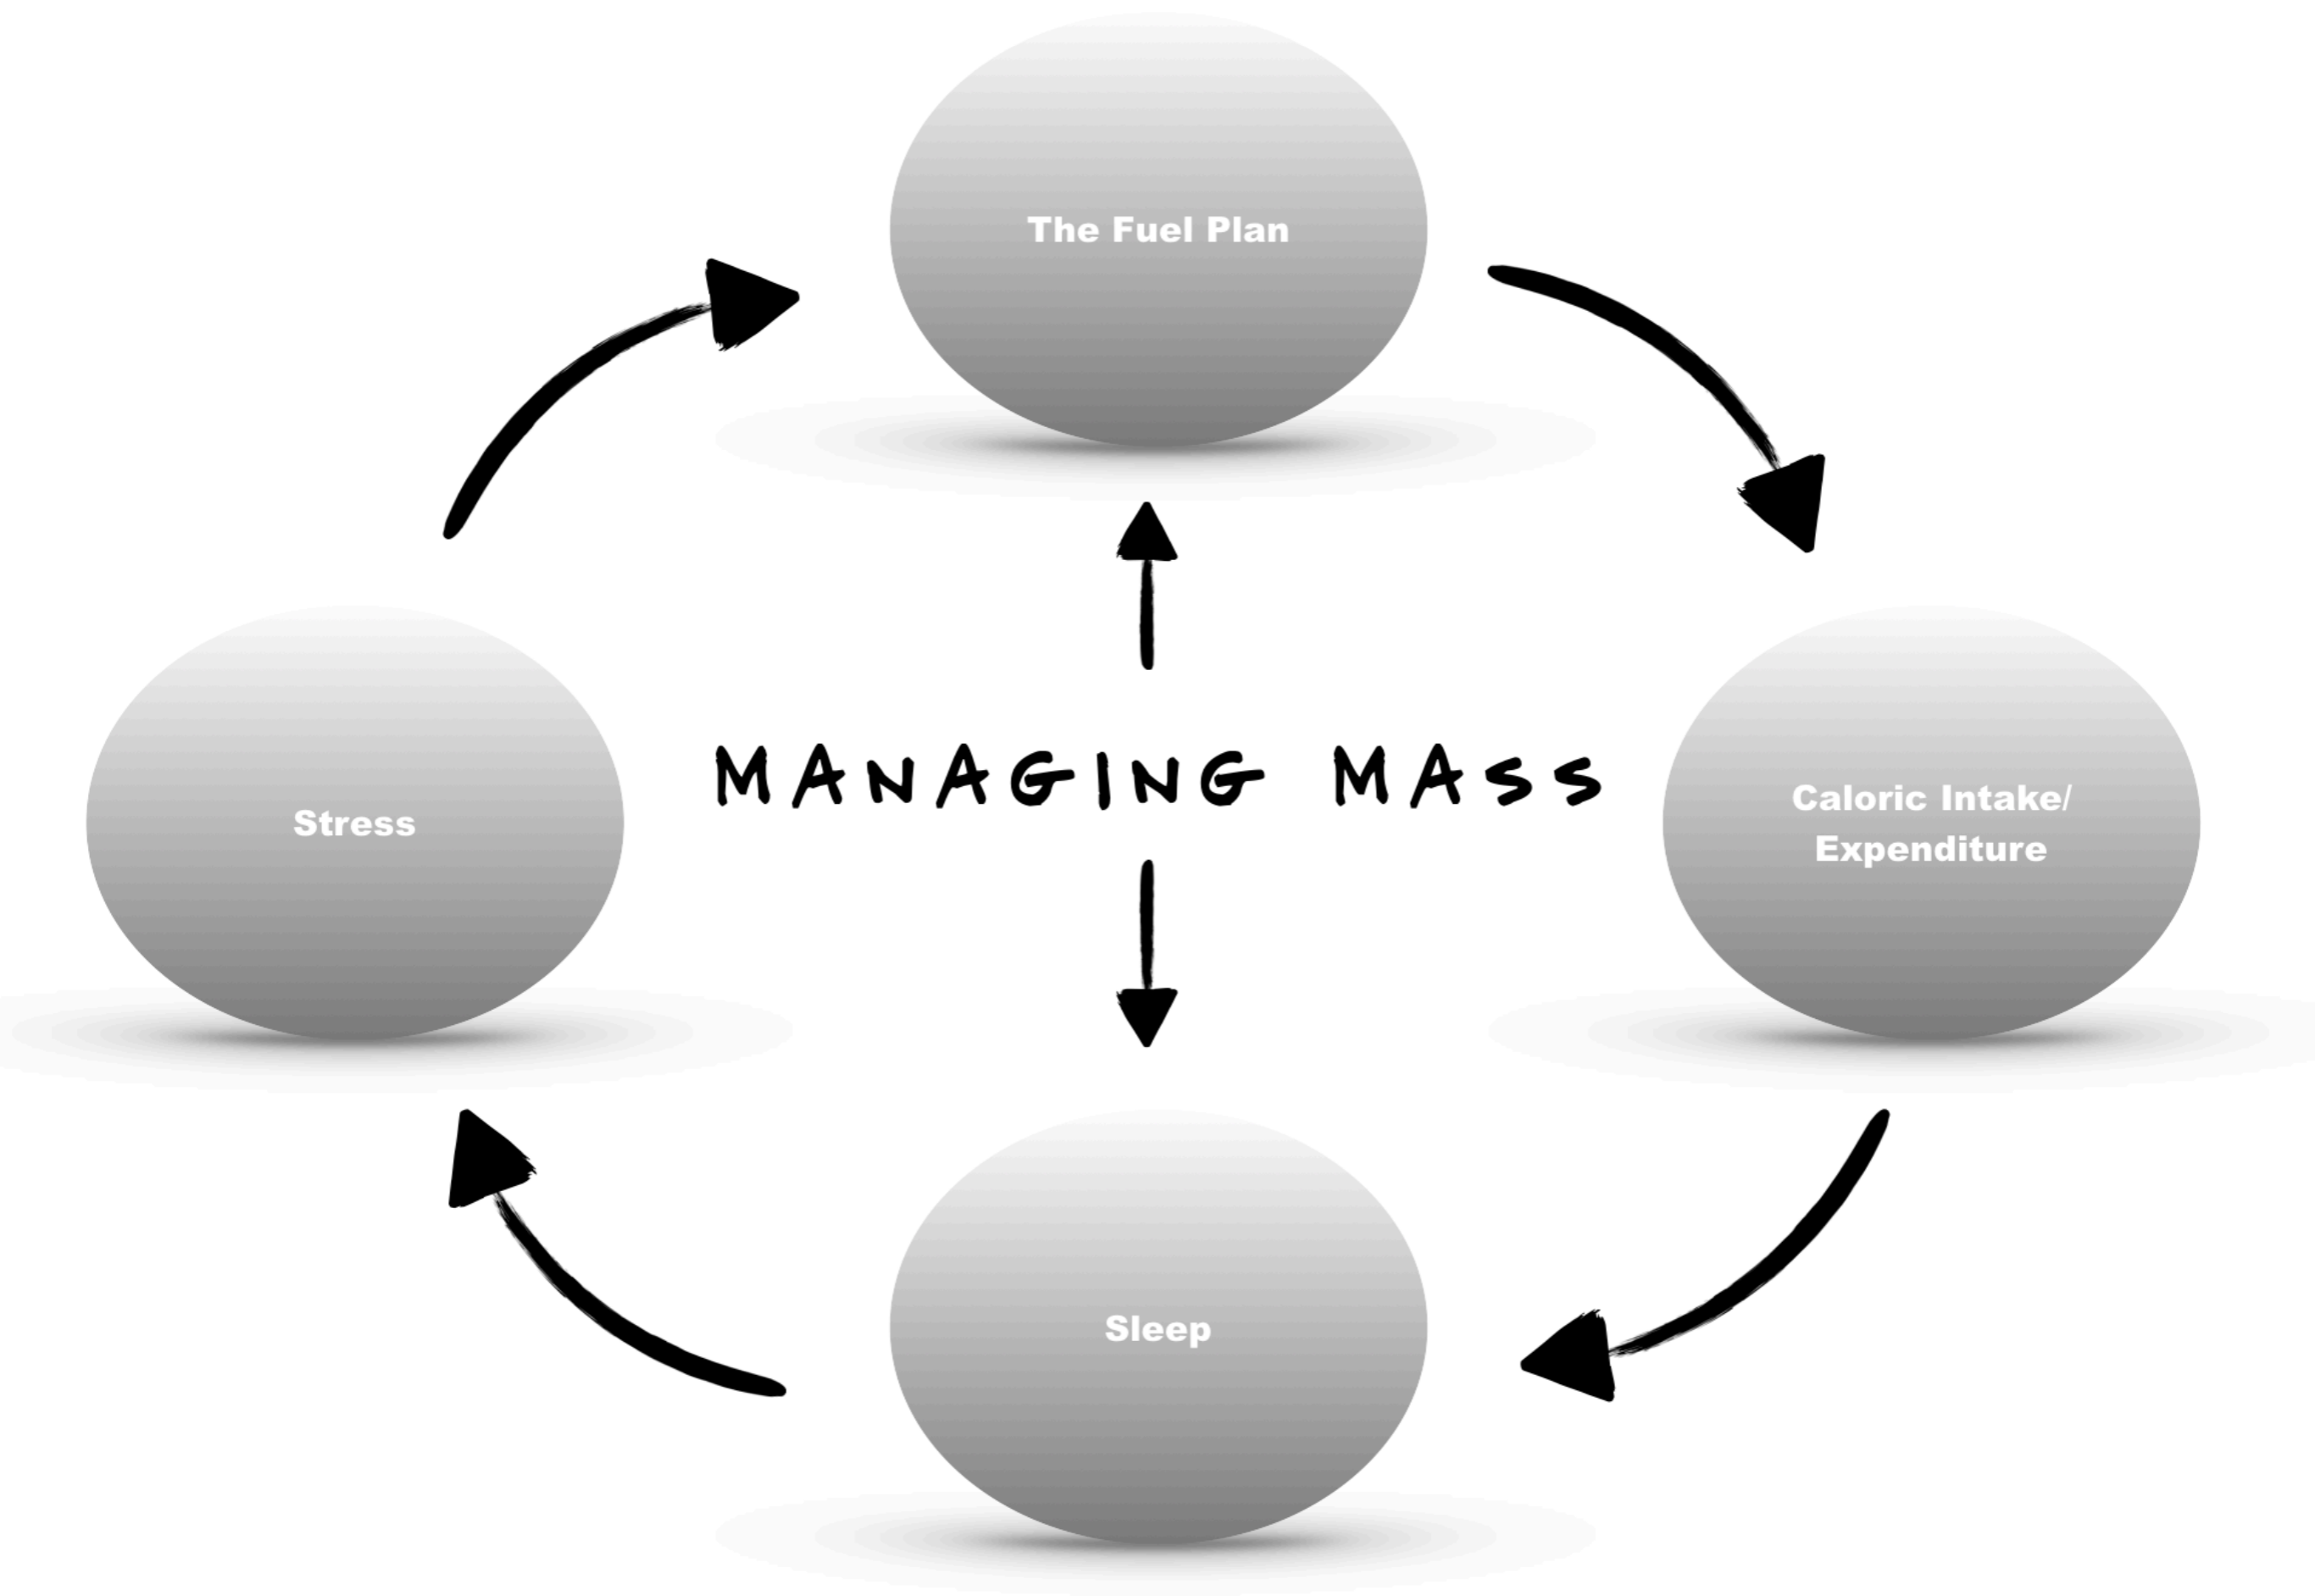 The Fuel Plan
MANAGING MASS
Stress
Caloric Intake/
Expenditure
Sleep